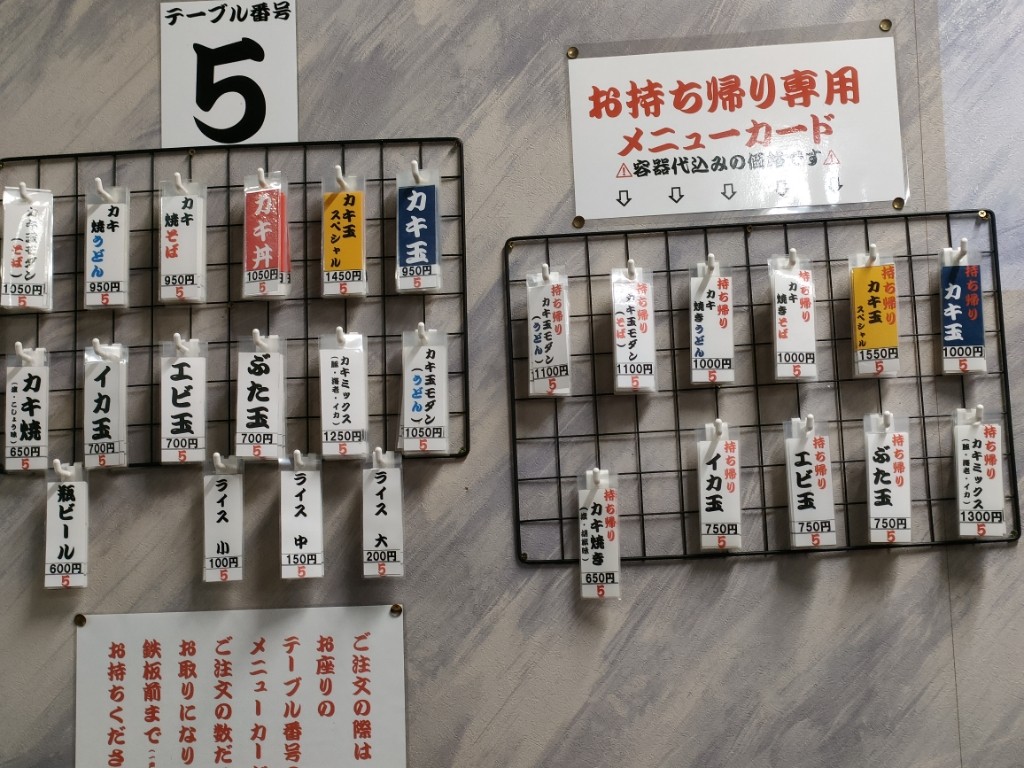 テーブル番号
5
カキ玉モダン
(そば)
1050円
5
カキ
焼うどん
950円
5
カキ
焼そば
950円
5
カキ丼
1050円
5
カキ玉
スペシャル
1450円
5
カキ玉
950円
5
カキ焼
650円
5
イカ玉
700円
5
エビ玉
700円
5
ぶた玉
700円
5
カキミックス
1250円
5
カキ玉モダン
(うどん)
1050円
5
瓶ビール
600円
5
ライス 小
100円
5
ライス 中
150円
5
ライス 大
200円
5
ご注文の際は
お座りの
テーブル番号の
メニューカー
ご注文の数だ
お取りになり
鉄板前まで
お持ちくださ
お持ち帰り専用
メニューカード
⚠容器代込みの価格です⚠
⇩ ⇩ ⇩ ⇩ ⇩
持ち帰り
カキ玉モダン
(うどん)
1100円
5
持ち帰り
カキ玉モダン
(そば)
1100円
5
持ち帰り
カキ
焼きうどん
1000円
5
持ち帰り
カキ
焼きそば
1000円
5
持ち帰り
カキ玉
スペシャル
1550円
5
持ち帰り
カキ玉
1000円
5
持ち帰り
カキ焼き
650円
5
持ち帰り
イカ玉
750円
5
持ち帰り
エビ玉
750円
5
持ち帰り
ぶた玉
750円
5
持ち帰り
カキミックス
1300円
5